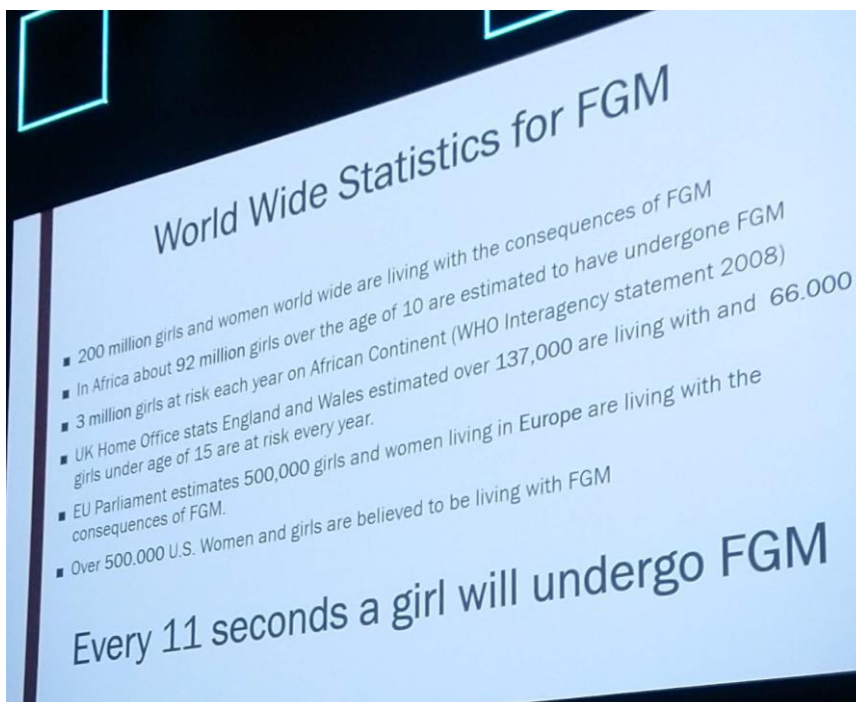 World Wide Statistics for FGM
▪ 200 million girls and women world wide are living with the consequences of FGM
▪ In Africa about 92 million girls over the age of 10 are estimated to have undergone FGM
▪ 3 million girls at risk each year on African Continent (WHO Interagency statement 2008)
▪ UK Home Office stats England and Wales estimated over 137,000 are living with and 66.000
girls under age of 15 are at risk every year.
▪ EU Parliament estimates 500,000 girls and women living in Europe are living with the
consequences of FGM.
▪ Over 500.000 U.S. Women and girls are believed to be living with FGM
Every 11 seconds a girl will undergo FGM